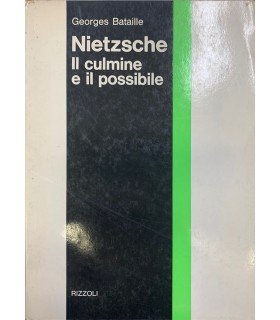 Georges Bataille
Nietzsche
Il culmine
e il possibile
RIZZOLI